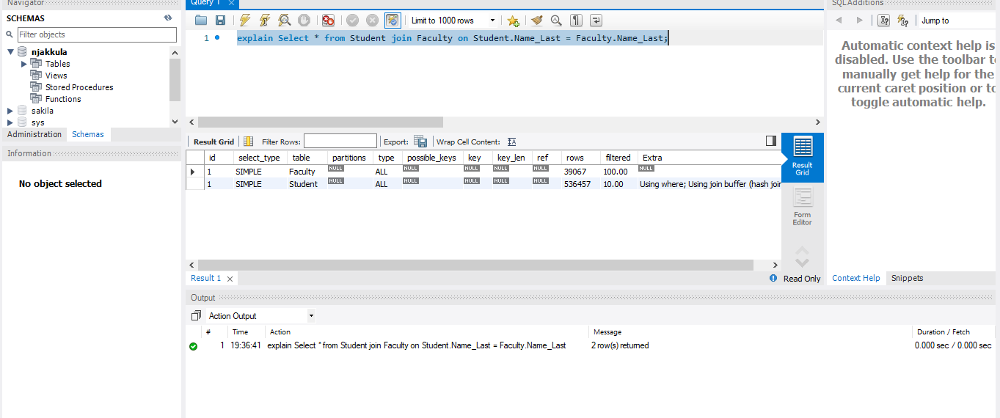 Navigator
Query 1
SQLAdditions
SCHEMAS
Limit to 1000 rows
Jump to
Filter objects
1 explain Select * from Student join Faculty on Student.Name_Last = Faculty.Name_Last;
njakkula
Tables
Views
Stored Procedures
Functions
sakila
sys
Automatic context help is
disabled. Use the toolbar to
manually get help for the
current caret position or to
toggle automatic help.
Administration Schemas
Information
No object selected
Result Grid Filter Rows: Export: Wrap Cell Content: IA
id select_type table partitions type possible_keys key key_len ref rows filtered Extra
1 SIMPLE Faculty NULL ALL NULL NULL NULL NULL 39067 100.00 NULL
1 SIMPLE Student NULL ALL NULL NULL NULL NULL 536457 10.00 Using where; Using join buffer (hash join
Result
Grid
Form
Editor
Result 1
Read Only
Context Help Snippets
Output
Action Output
# Time Action Message Duration / Fetch
1 19:36:41 explain Select * from Student join Faculty on Student.Name_Last = Faculty.Name_Last 2 row(s) returned 0.000 sec / 0.000 sec